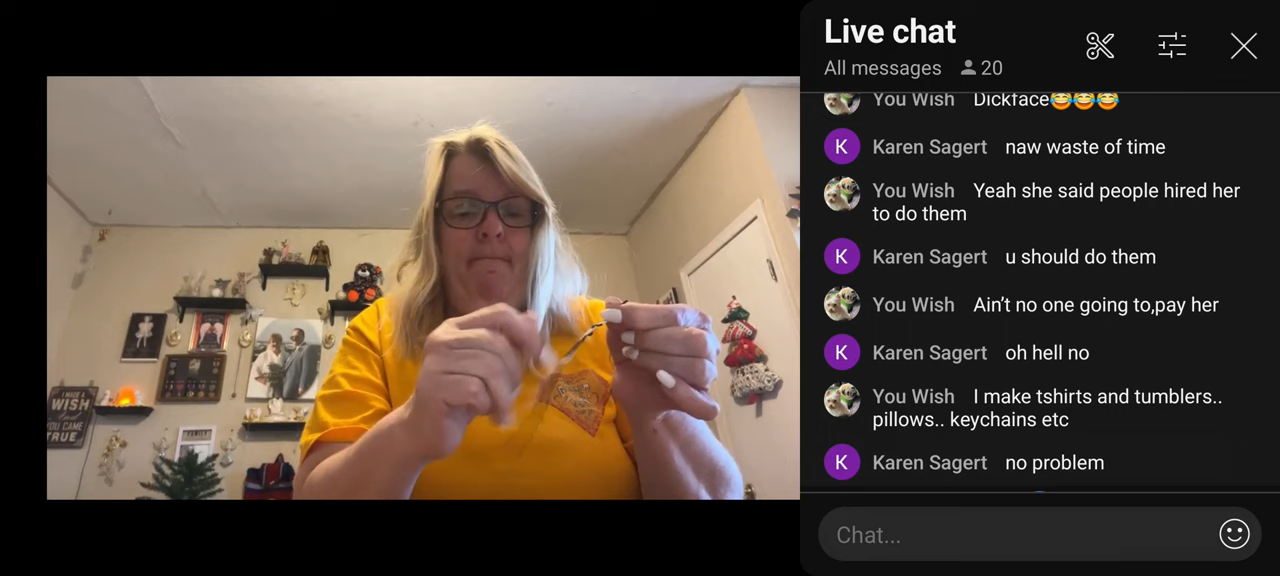 Live chat
All messages 20
You Wish Dickface😂😂😂
K Karen Sagert naw waste of time
You Wish Yeah she said people hired her
to do them
K Karen Sagert u should do them
You Wish Ain't no one going to,pay her
K Karen Sagert oh hell no
You Wish I make tshirts and tumblers..
pillows.. keychains etc
K Karen Sagert no problem
Chat...
I MADE A
WISH
YOU CAME
TRUE
FAMILY